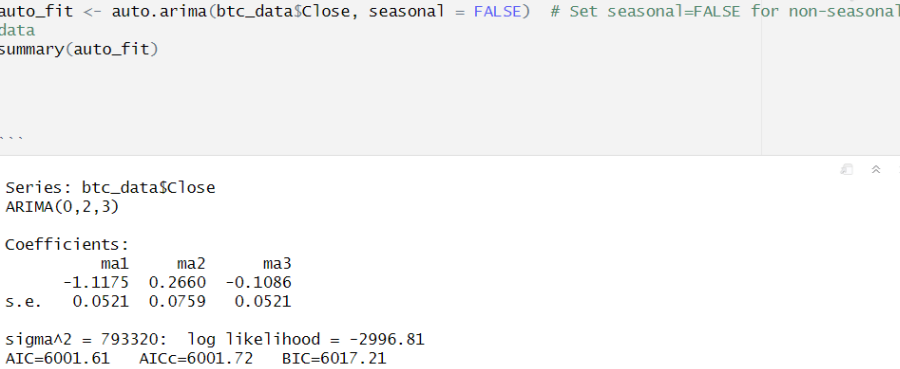 auto_fit <- auto.arima(btc_data$Close, seasonal = FALSE)  # Set seasonal=FALSE for non-seasonal
data
summary(auto_fit)
```
Series: btc_data$Close
ARIMA(0,2,3)
Coefficients:
          ma1     ma2      ma3
      -1.1175  0.2660  -0.1086
s.e.   0.0521  0.0759   0.0521
sigma^2 = 793320:  log likelihood = -2996.81
AIC=6001.61   AICc=6001.72   BIC=6017.21